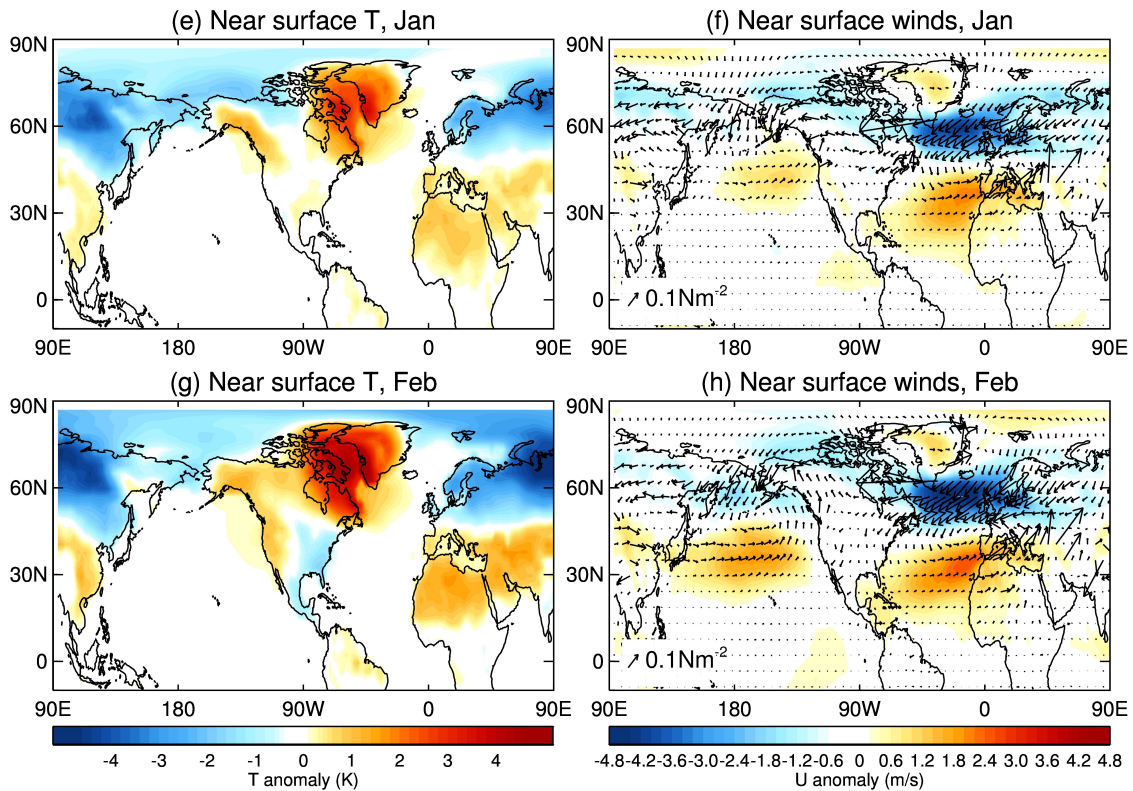 (e) Near surface T, Jan
(f) Near surface winds, Jan
90N
60N
30N
0
90E 180 90W 0 90E
90N
60N
30N
0
0.1Nm-2
90E 180 90W 0 90E
(g) Near surface T, Feb
(h) Near surface winds, Feb
90N
60N
30N
0
90E 180 90W 0 90E
90N
60N
30N
0
0.1Nm-2
90E 180 90W 0 90E
-4 -3 -2 -1 0 1 2 3 4
T anomaly (K)
-4.8 -4.2 -3.6 -3.0 -2.4 -1.8 -1.2 -0.6 0 0.6 1.2 1.8 2.4 3.0 3.6 4.2 4.8
U anomaly (m/s)